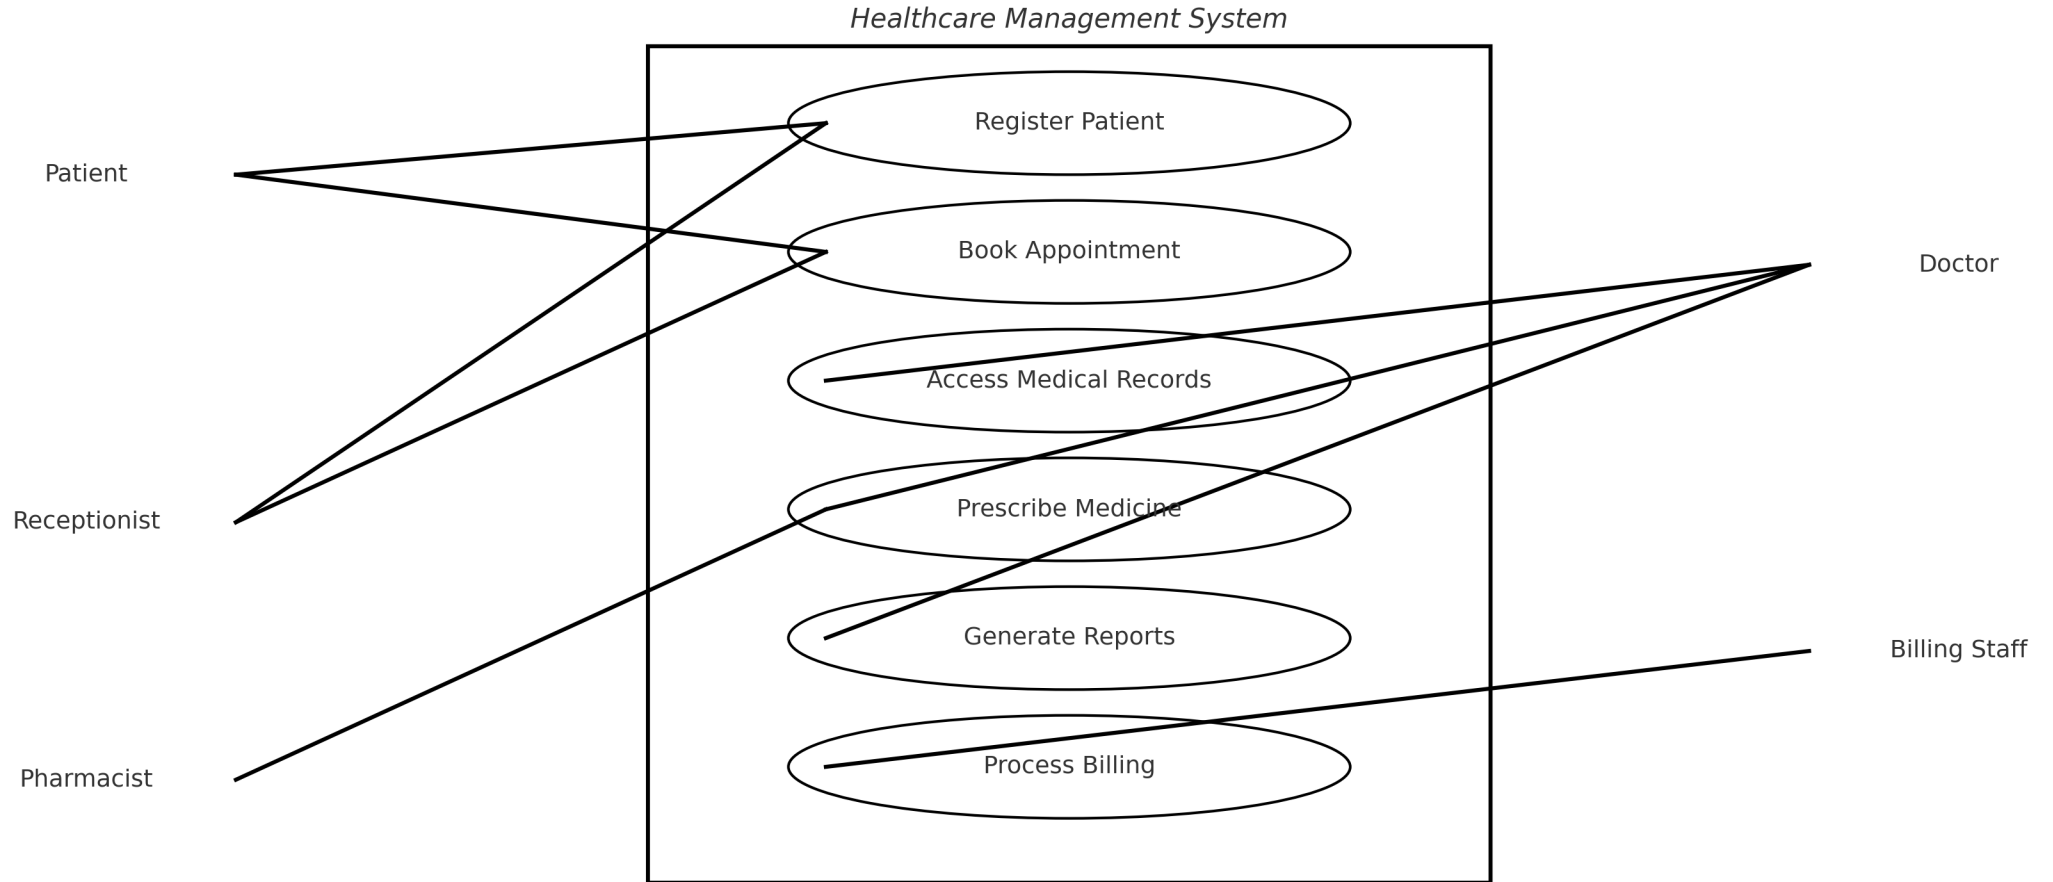 Healthcare Management System
Register Patient
Patient
Book Appointment
Doctor
Access Medical Records
Prescribe Medicine
Receptionist
Generate Reports
Billing Staff
Process Billing
Pharmacist